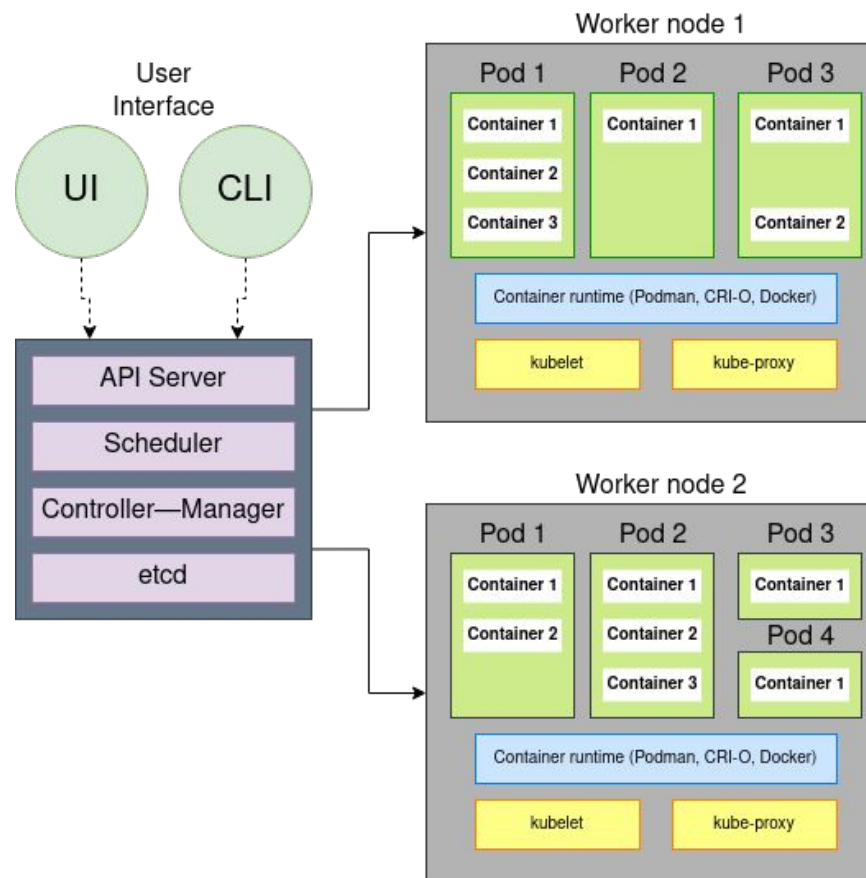 User
Interface
UI
CLI
API Server
Scheduler
Controller—Manager
etcd
Worker node 1
Pod 1
Container 1
Container 2
Container 3
Pod 2
Container 1
Pod 3
Container 1
Container 2
Container runtime (Podman, CRI-O, Docker)
kubelet
kube-proxy
Worker node 2
Pod 1
Container 1
Container 2
Pod 2
Container 1
Container 2
Container 3
Pod 3
Container 1
Pod 4
Container 1
Container runtime (Podman, CRI-O, Docker)
kubelet
kube-proxy